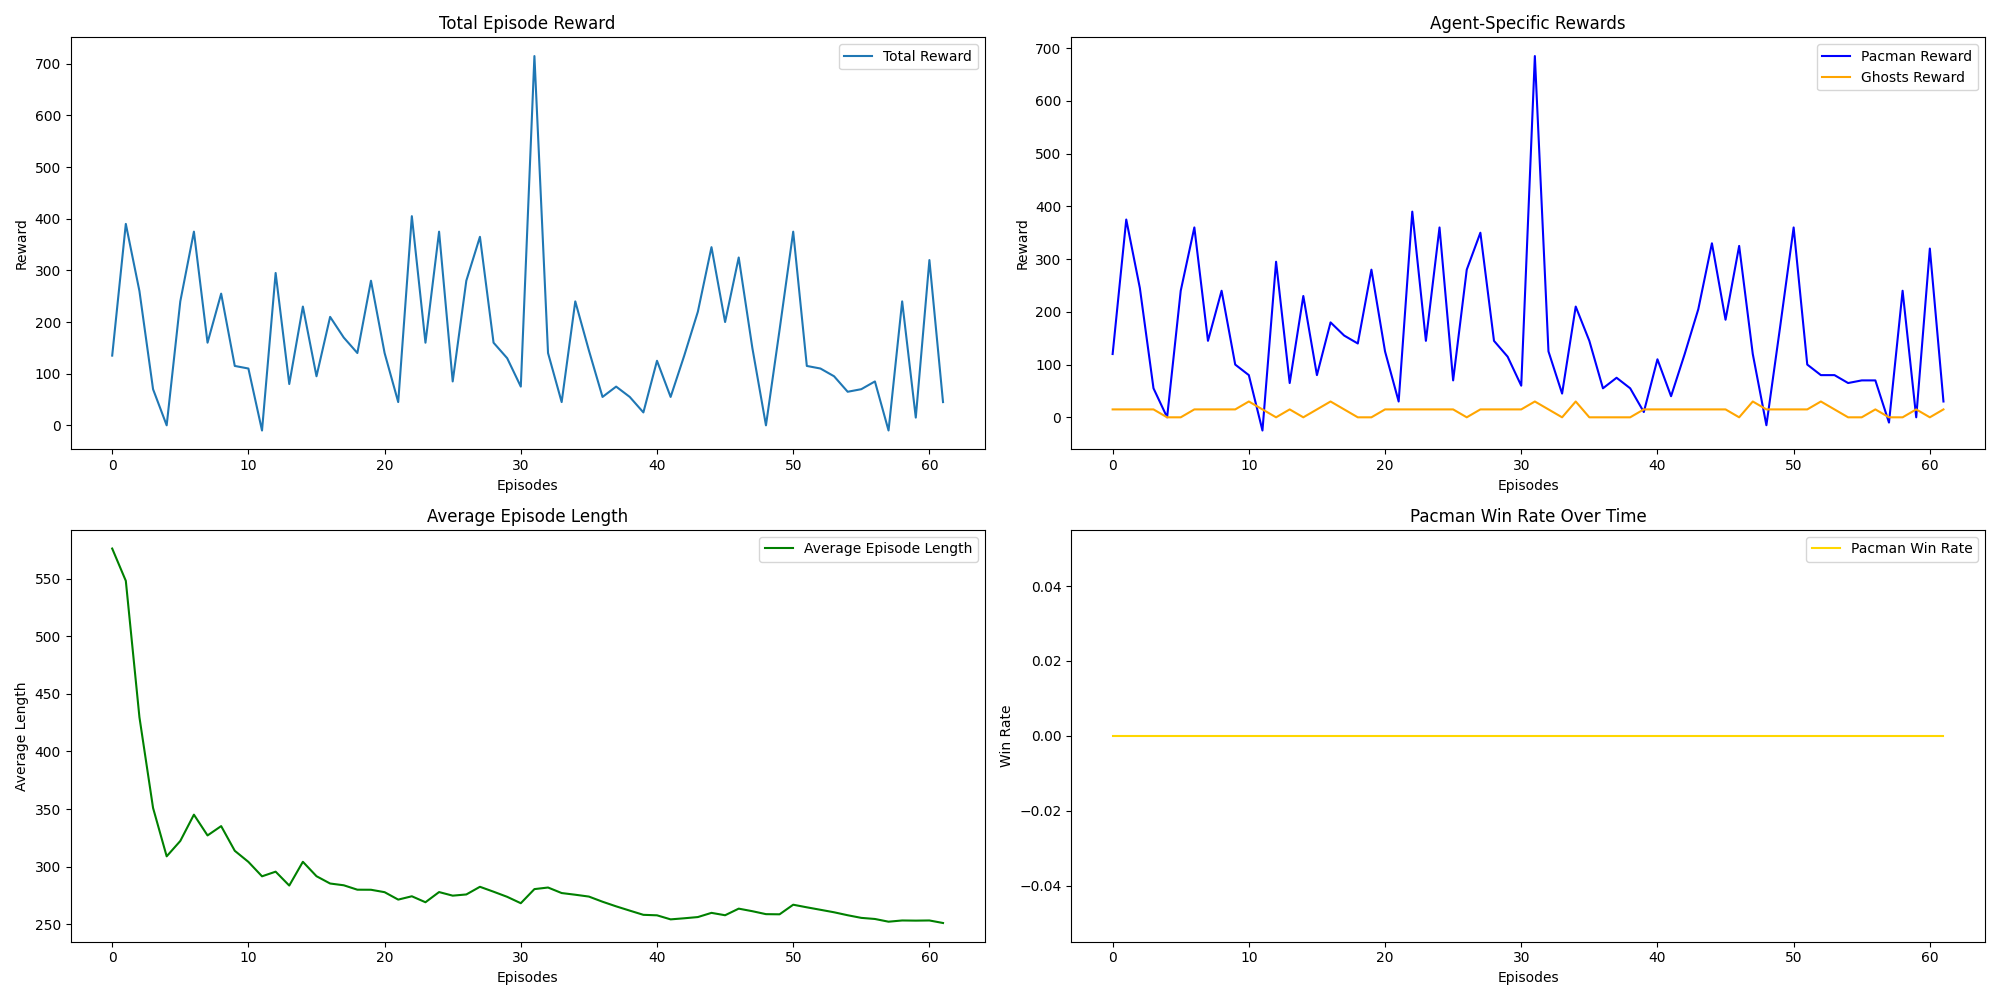 Total Episode Reward
Total Reward
Reward
700
600
500
400
300
200
100
0
0 10 20 30 40 50 60
Episodes
Agent-Specific Rewards
Pacman Reward
Ghosts Reward
Reward
700
600
500
400
300
200
100
0
0 10 20 30 40 50 60
Episodes
Average Episode Length
Average Episode Length
Average Length
550
500
450
400
350
300
250
0 10 20 30 40 50 60
Episodes
Pacman Win Rate Over Time
Pacman Win Rate
Win Rate
0.04
0.02
0.00
−0.02
−0.04
0 10 20 30 40 50 60
Episodes